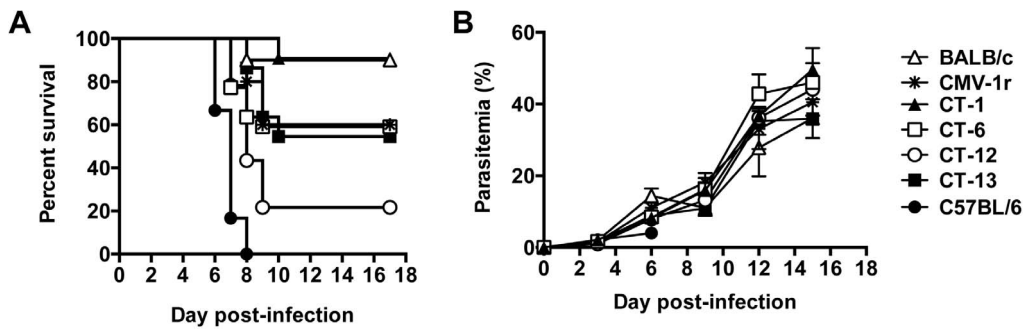 A
Percent survival
100
80
60
40
20
0
0 2 4 6 8 10 12 14 16 18
Day post-infection
B
Parasitemia (%)
60
40
20
0
0 2 4 6 8 10 12 14 16 18
Day post-infection
BALB/c
CMV-1r
CT-1
CT-6
CT-12
CT-13
C57BL/6